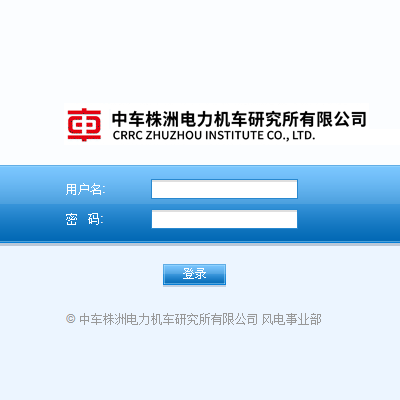 中车株洲电力机车研究所有限公司
CRRC ZHUZHOU INSTITUTE CO., LTD.
用户名:
密 码:
登录
© 中车株洲电力机车研究所有限公司 风电事业部